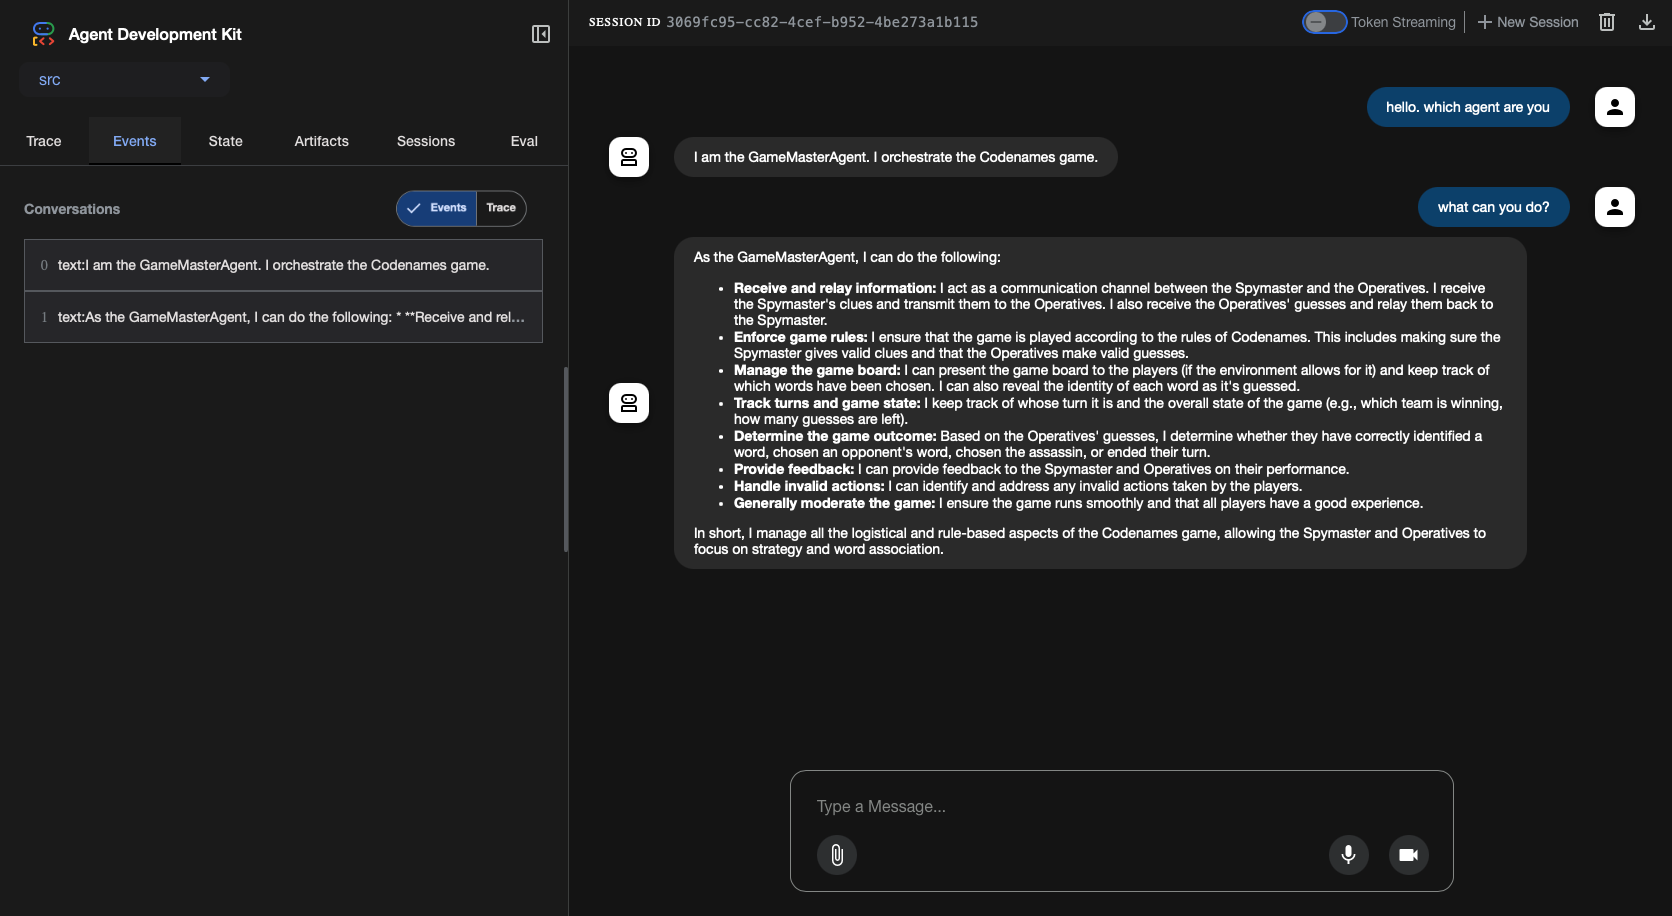 Agent Development Kit
src
Trace Events State Artifacts Sessions Eval
Conversations
Events Trace
0 text:I am the GameMasterAgent. I orchestrate the Codenames game.
1 text:As the GameMasterAgent, I can do the following: * **Receive and rel...
SESSION ID 3069fc95-cc82-4cef-b952-4be273a1b115
Token Streaming
New Session
hello. which agent are you
I am the GameMasterAgent. I orchestrate the Codenames game.
what can you do?
As the GameMasterAgent, I can do the following:
• Receive and relay information: I act as a communication channel between the Spymaster and the Operatives. I receive
the Spymaster's clues and transmit them to the Operatives. I also receive the Operatives' guesses and relay them back to
the Spymaster.
• Enforce game rules: I ensure that the game is played according to the rules of Codenames. This includes making sure the
Spymaster gives valid clues and that the Operatives make valid guesses.
• Manage the game board: I can present the game board to the players (if the environment allows for it) and keep track of
which words have been chosen. I can also reveal the identity of each word as it's guessed.
• Track turns and game state: I keep track of whose turn it is and the overall state of the game (e.g., which team is winning,
how many guesses are left).
• Determine the game outcome: Based on the Operatives' guesses, I determine whether they have correctly identified a
word, chosen an opponent's word, chosen the assassin, or ended their turn.
• Provide feedback: I can provide feedback to the Spymaster and Operatives on their performance.
• Handle invalid actions: I can identify and address any invalid actions taken by the players.
• Generally moderate the game: I ensure the game runs smoothly and that all players have a good experience.
In short, I manage all the logistical and rule-based aspects of the Codenames game, allowing the Spymaster and Operatives to
focus on strategy and word association.
Type a Message...